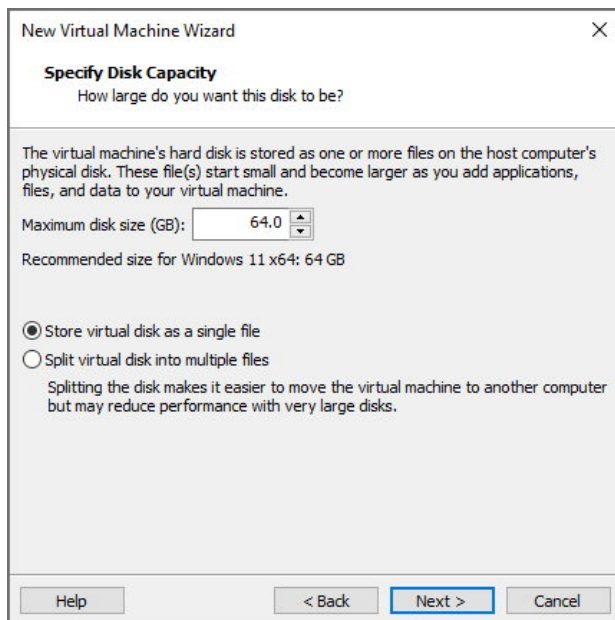 New Virtual Machine Wizard
Specify Disk Capacity
How large do you want this disk to be?
The virtual machine's hard disk is stored as one or more files on the host computer's
physical disk. These file(s) start small and become larger as you add applications,
files, and data to your virtual machine.
Maximum disk size (GB): 64.0
Recommended size for Windows 11 x64: 64 GB
Store virtual disk as a single file
Split virtual disk into multiple files
Splitting the disk makes it easier to move the virtual machine to another computer
but may reduce performance with very large disks.
Help < Back Next > Cancel